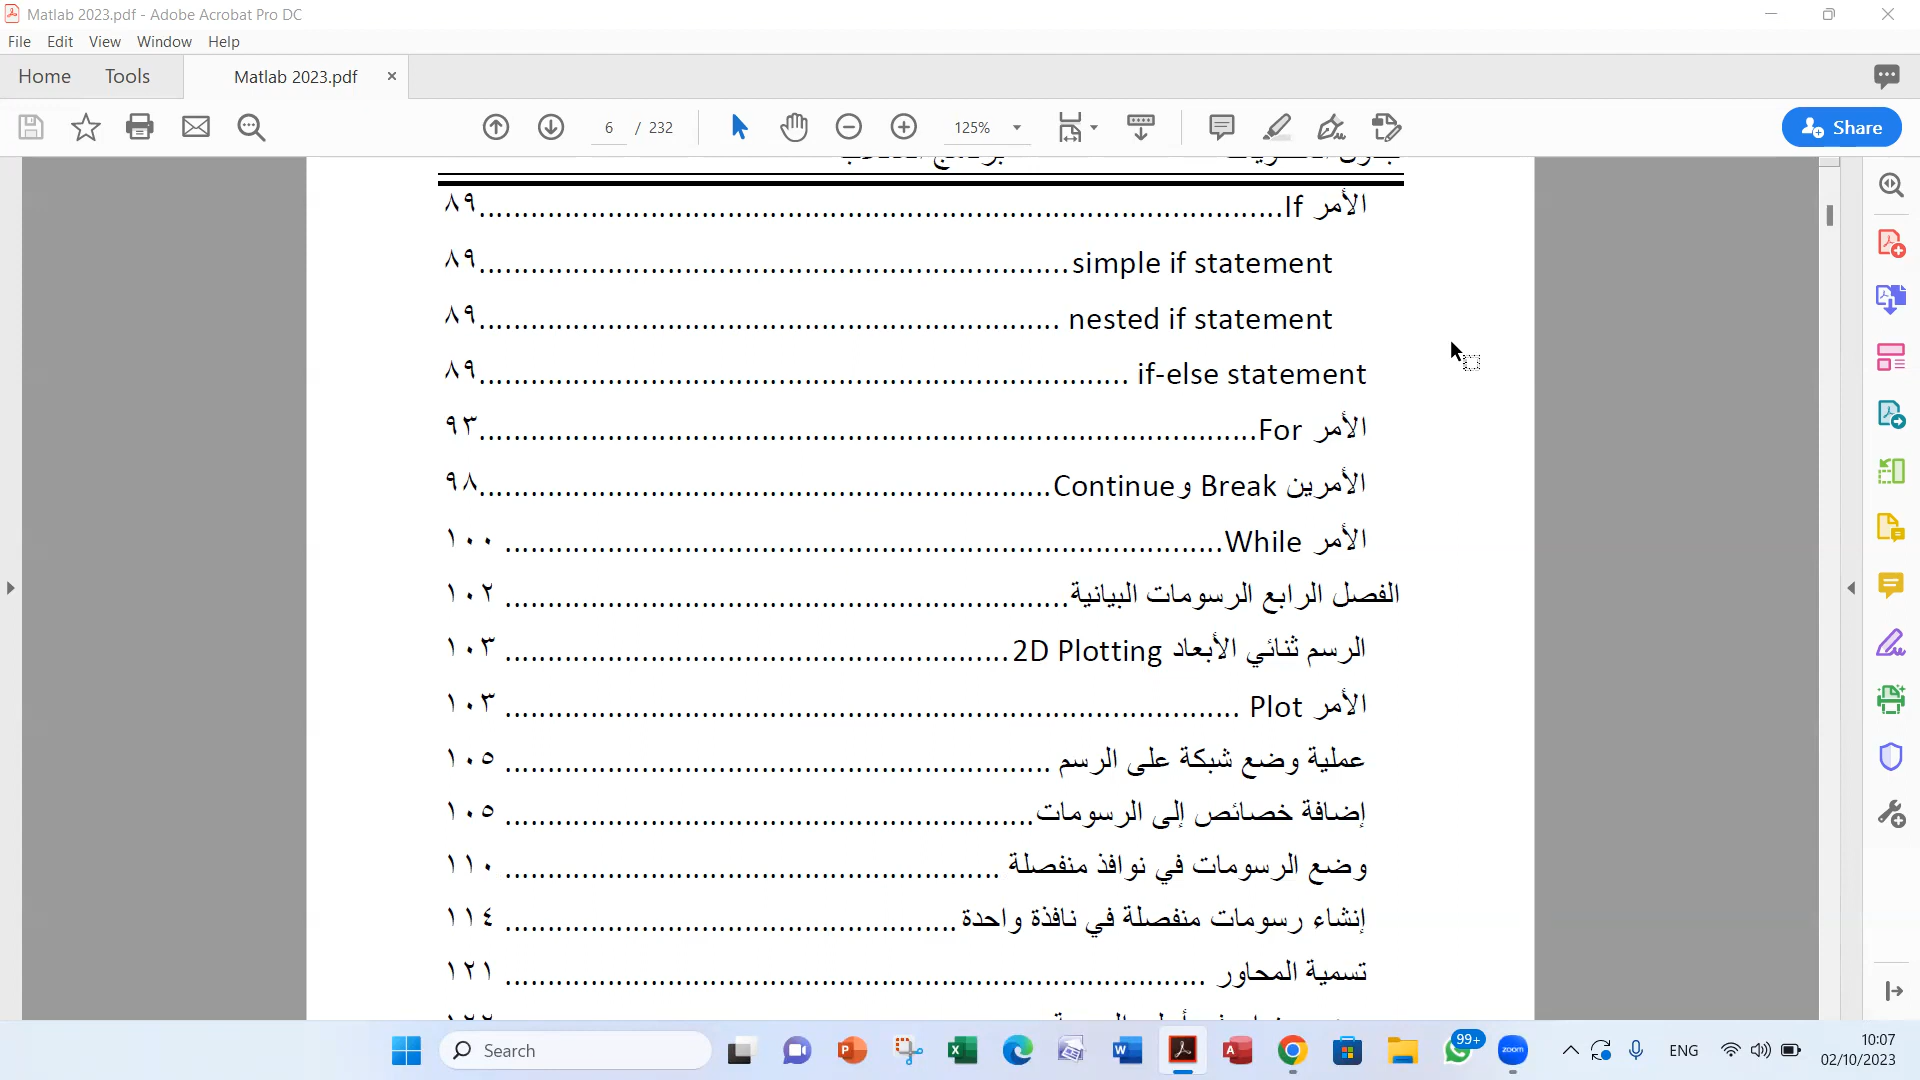 Matlab 2023.pdf - Adobe Acrobat Pro DC
File Edit View Window Help
Home Tools Matlab 2023.pdf
6 / 232 125% Share
الأمر If ٨٩
simple if statement ٨٩
nested if statement ٨٩
if-else statement ٨٩
الأمر For ٩٣
الأمرين Break وContinue ٩٨
الأمر While ١٠٠
الفصل الرابع الرسومات البيانية ١٠٢
الرسم ثنائي الأبعاد 2D Plotting ١٠٣
الأمر Plot ١٠٣
عملية وضع شبكة على الرسم ١٠٥
إضافة خصائص إلى الرسومات ١٠٥
وضع الرسومات في نوافذ منفصلة ١١٠
إنشاء رسومات منفصلة في نافذة واحدة ١١٤
تسمية المحاور ١٢١
Search 99+ zoom ENG 10:07
02/10/2023